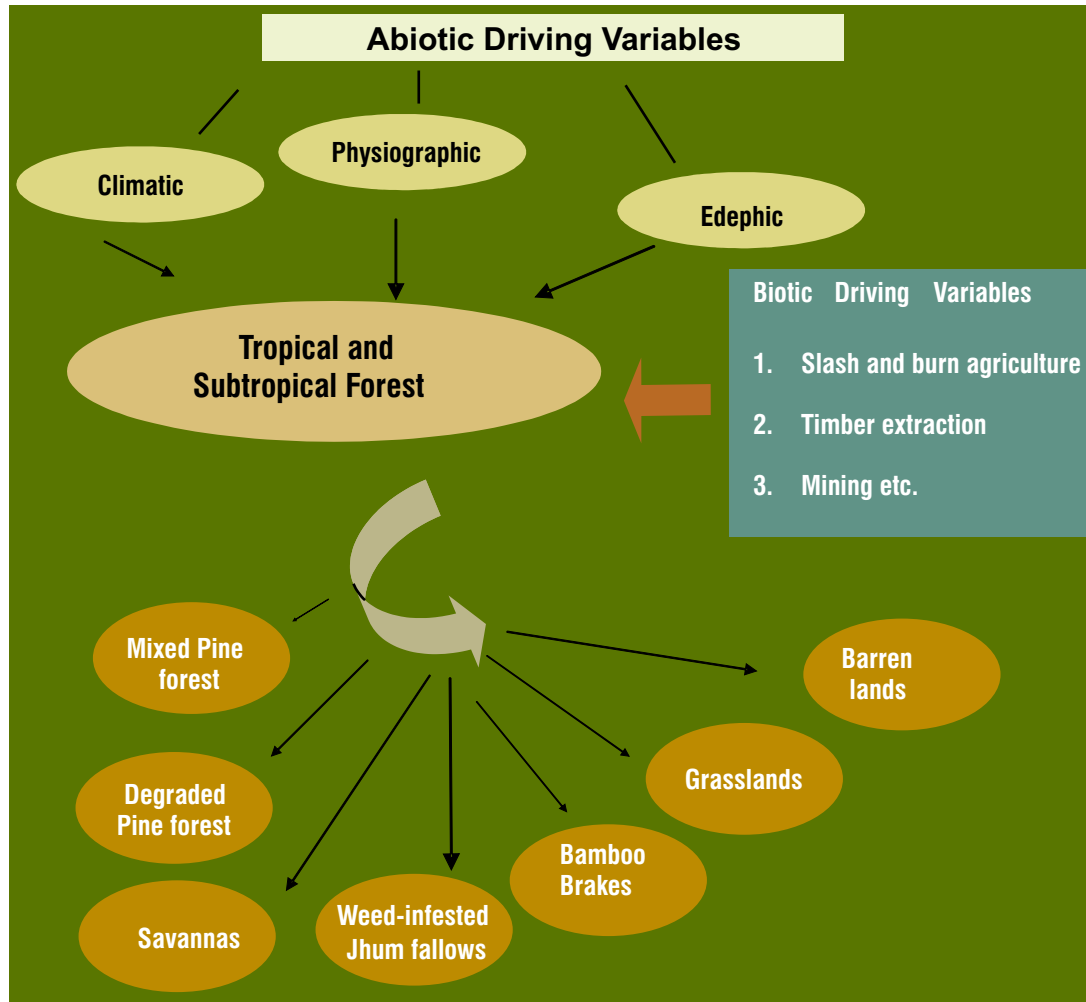 Abiotic Driving Variables
Physiographic
Climatic
Edephic
Biotic Driving Variables
1. Slash and burn agriculture
2. Timber extraction
3. Mining etc.
Tropical and
Subtropical Forest
Mixed Pine
forest
Barren
lands
Degraded
Pine forest
Grasslands
Bamboo
Brakes
Savannas
Weed-infested
Jhum fallows